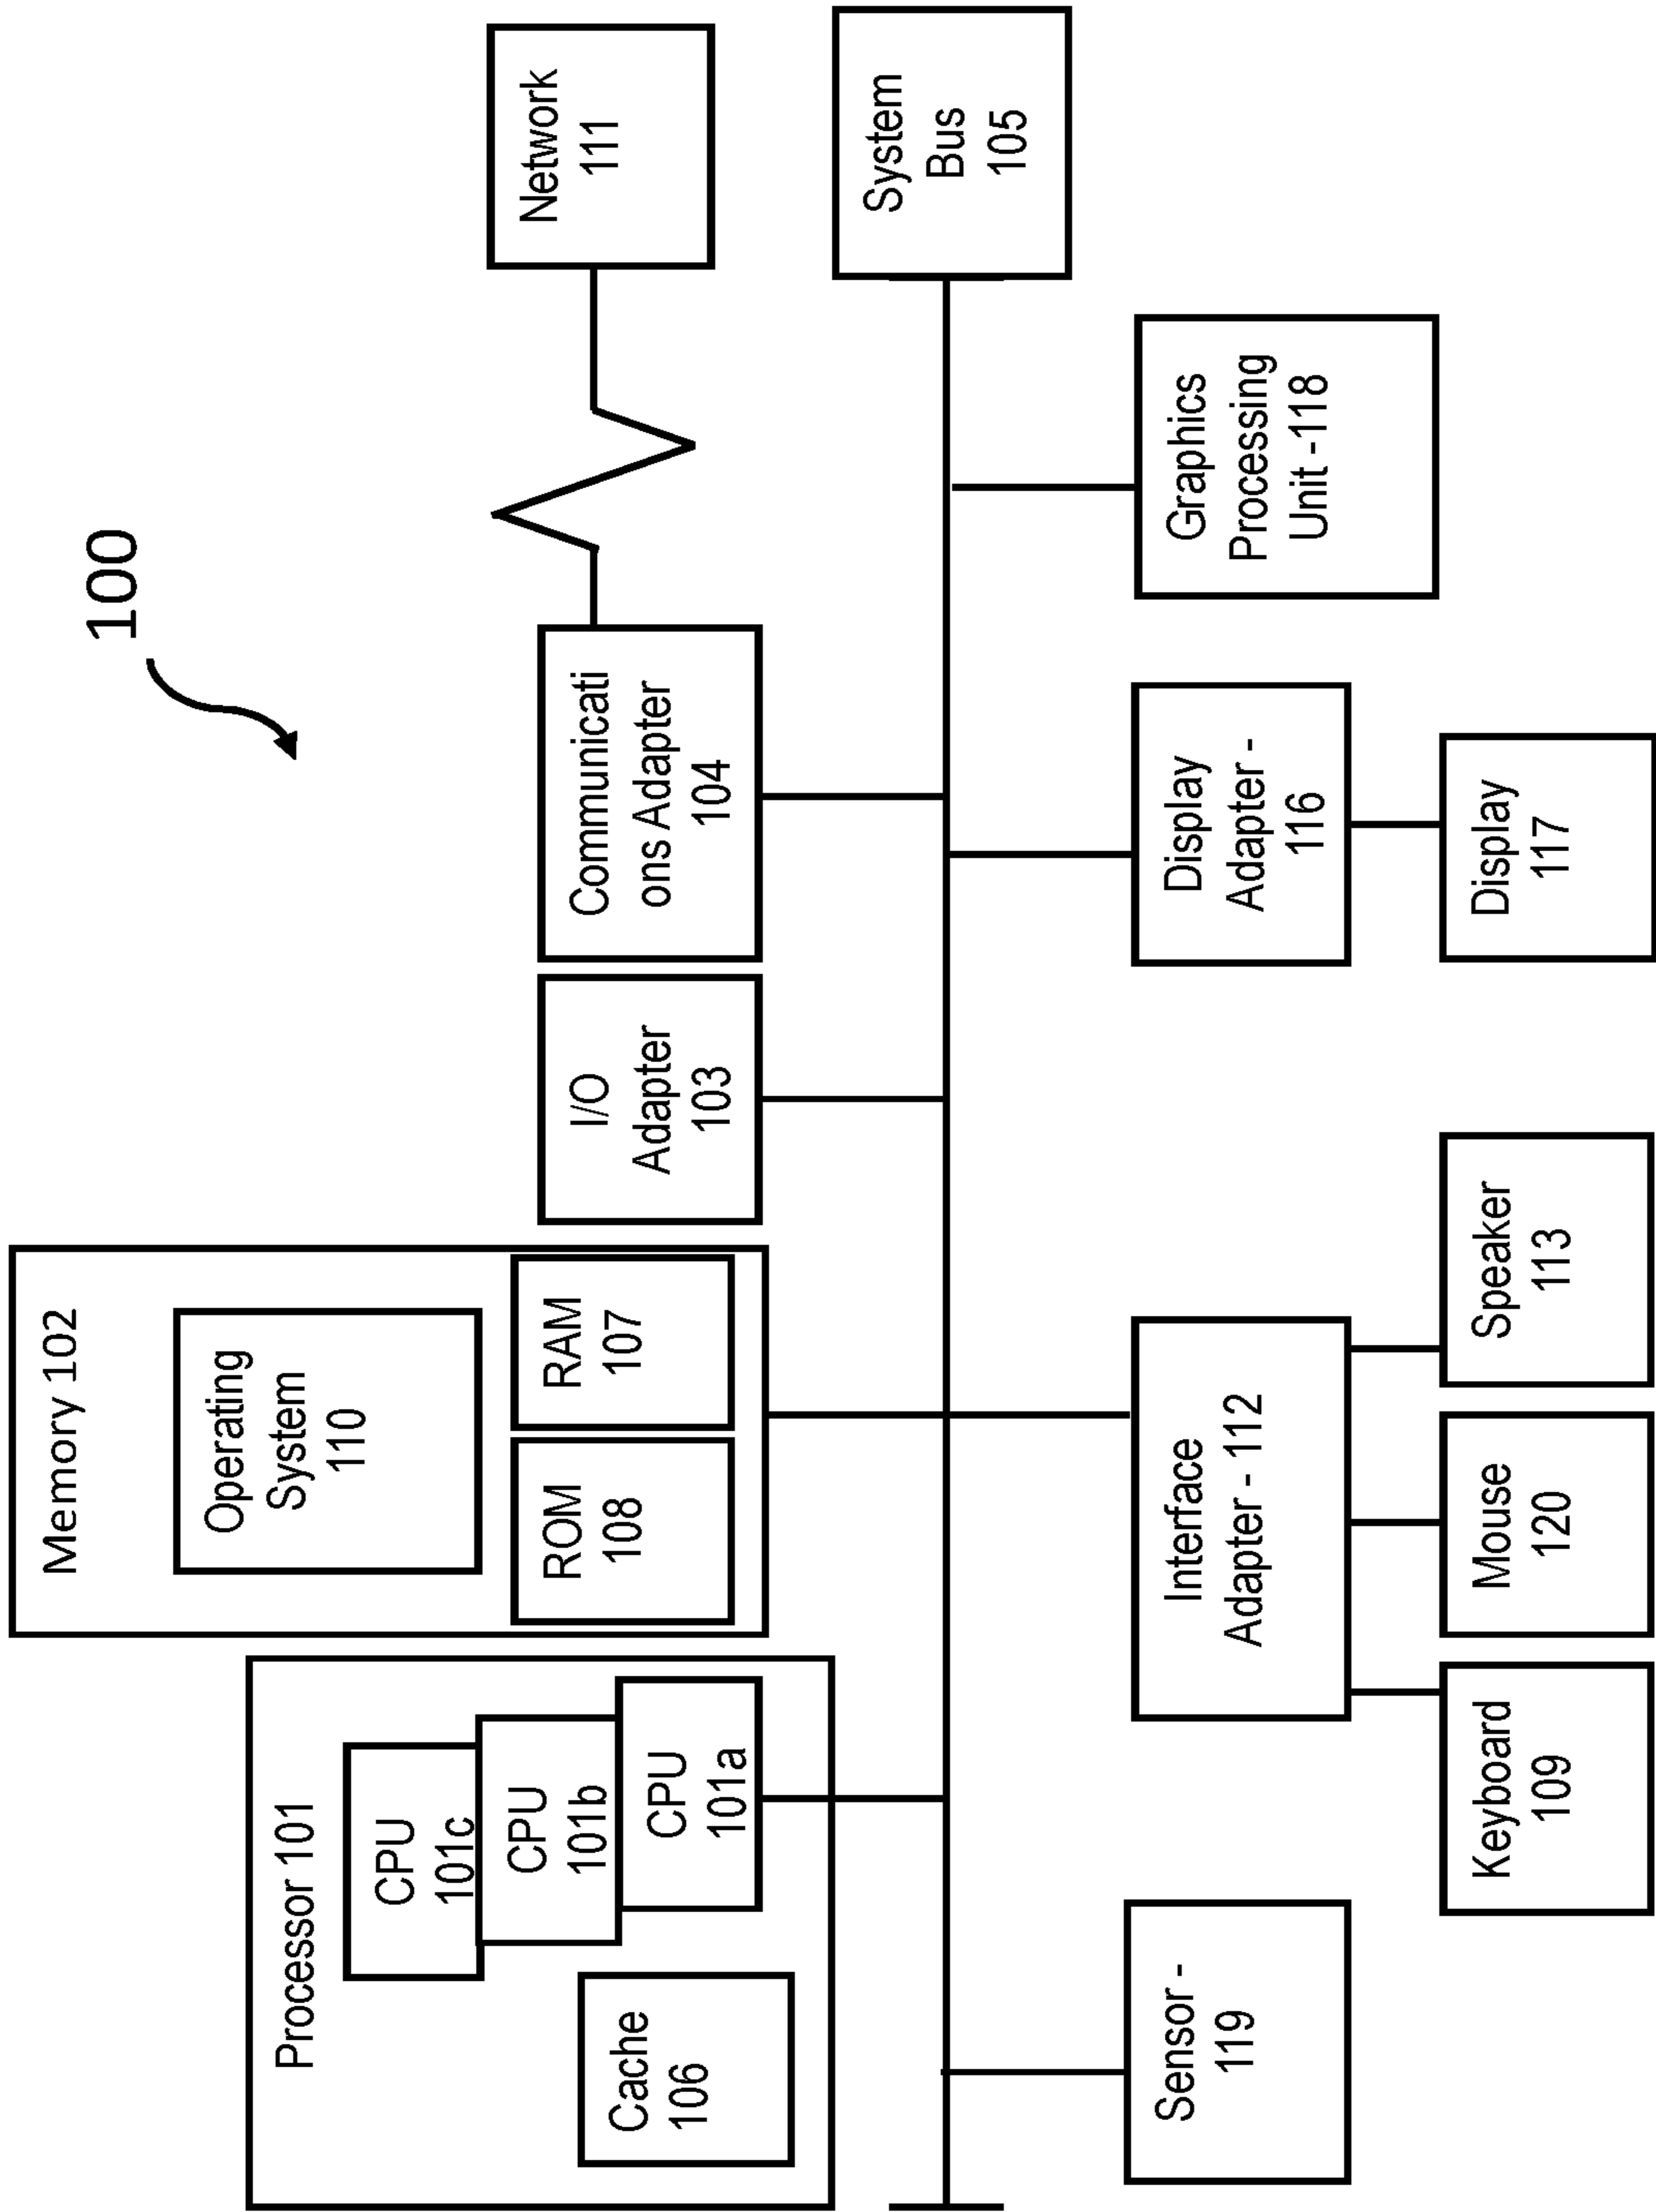 100
Processor 101
CPU
101c
CPU
101b
CPU
101a
Cache
106
Memory 102
Operating
System
110
ROM
108
RAM
107
I/O
Adapter
103
Communicati
ons Adapter
104
Network
111
System
Bus
105
Sensor -
119
Interface
Adapter - 112
Keyboard
109
Mouse
120
Speaker
113
Display
Adapter -
116
Display
117
Graphics
Processing
Unit -118